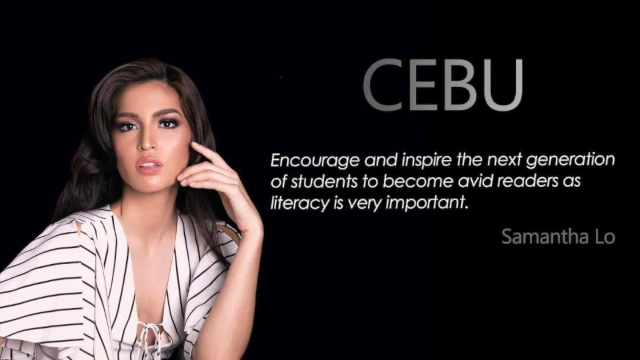 CEBU
Encourage and inspire the next generation
of students to become avid readers as
literacy is very important.
Samantha Lo